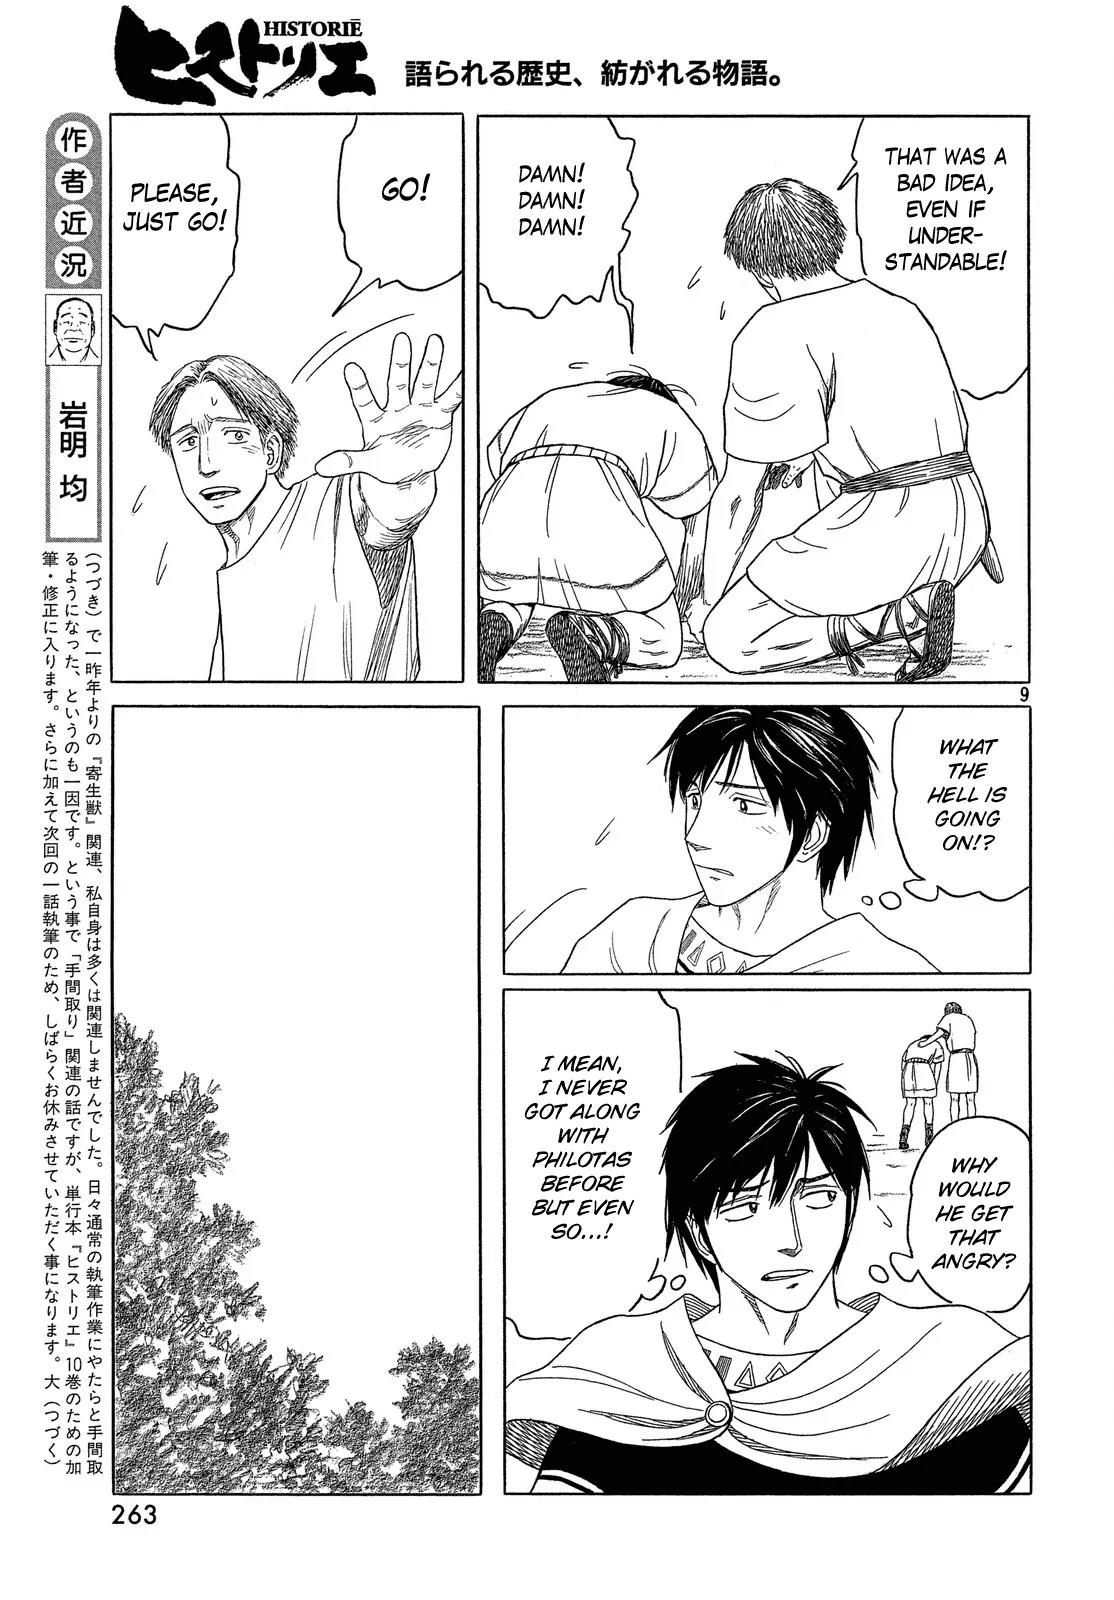 ヒストリエ
HISTORIĒ
語られる歴史、紡がれる物語。
THAT WAS A
BAD IDEA,
EVEN IF
UNDER-
STANDABLE!
DAMN!
DAMN!
DAMN!
GO!
PLEASE,
JUST GO!
9
WHAT
THE
HELL IS
GOING
ON!?
WHY
WOULD
HE GET
THAT
ANGRY?
I MEAN,
I NEVER
GOT ALONG
WITH
PHILOTAS
BEFORE
BUT EVEN
SO...!
作者近況
岩明 均
(つづき)で一昨年よりの『寄生獣』関連、私自身は多くは関連しませんでした。日々通常の執筆作業にやたらと手間取
るようになった、というのも一因です。という事で「手間取り」関連の話ですが、単行本『ヒストリエ』10巻のための加
筆・修正に入ります。さらに加えて次回の一話執筆のため、しばらくお休みさせていただく事になります。大(つづく)
263